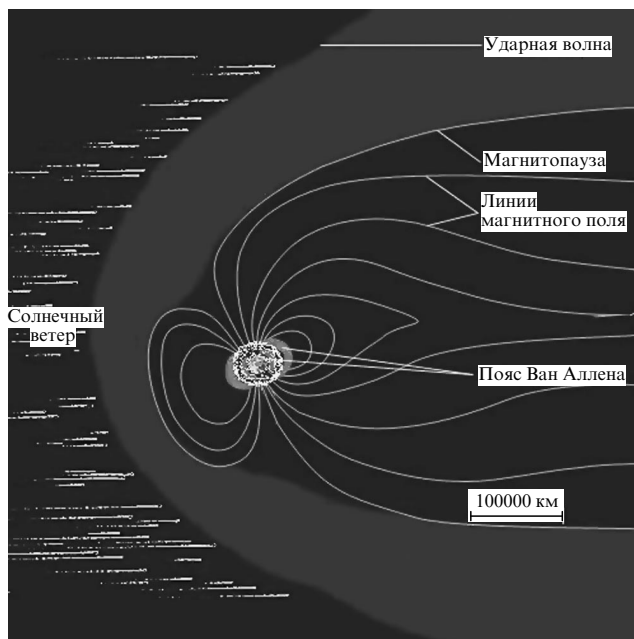 Ударная волна
Магнитопауза
Линии
магнитного поля
Солнечный
ветер
Пояс Ван Аллена
100000 км